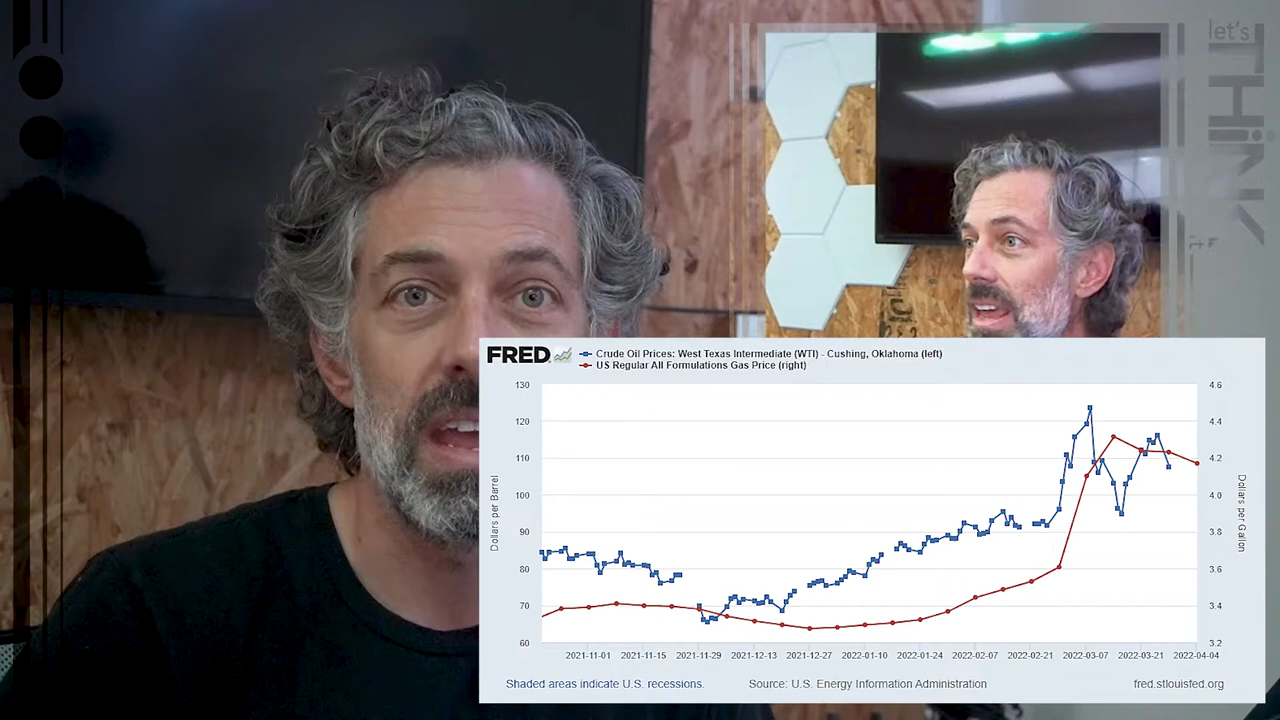 let's
THiNK
FRED
Crude Oil Prices: West Texas Intermediate (WTI) - Cushing, Oklahoma (left)
US Regular All Formulations Gas Price (right)
130
120
110
100
90
80
70
60
Dollars per Barrel
4.6
4.4
4.2
4.0
3.8
3.6
3.4
3.2
Dollars per Gallon
2021-11-01 2021-11-15 2021-11-29 2021-12-13 2021-12-27 2022-01-10 2022-01-24 2022-02-07 2022-02-21 2022-03-07 2022-03-21 2022-04-04
Shaded areas indicate U.S. recessions. Source: U.S. Energy Information Administration fred.stlouisfed.org